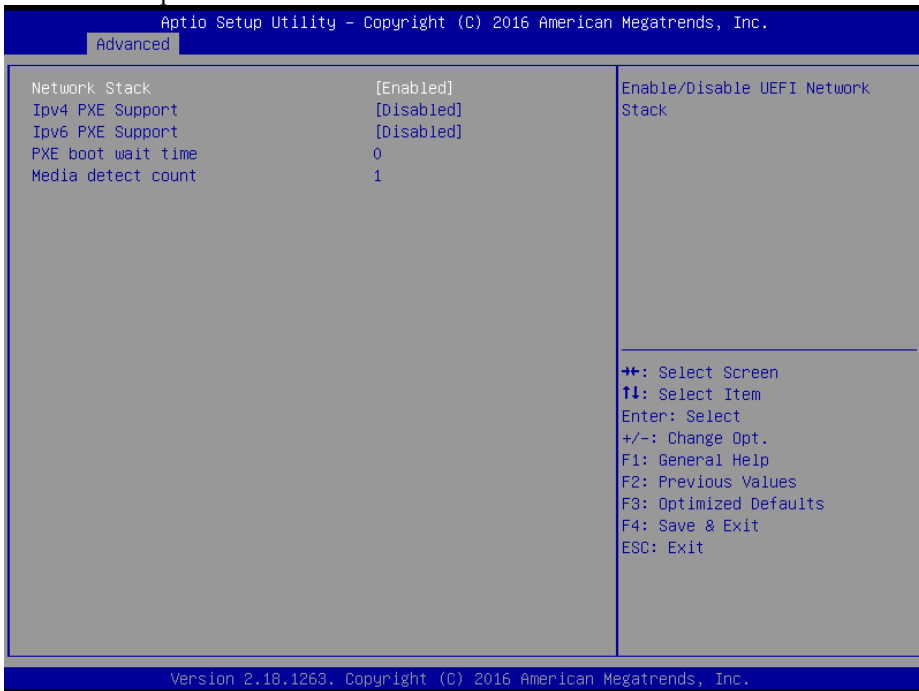 Aptio Setup Utility – Copyright (C) 2016 American Megatrends, Inc.
Advanced
Network Stack [Enabled]
Ipv4 PXE Support [Disabled]
Ipv6 PXE Support [Disabled]
PXE boot wait time 0
Media detect count 1
Enable/Disable UEFI Network
Stack
→←: Select Screen
↑↓: Select Item
Enter: Select
+/-: Change Opt.
F1: General Help
F2: Previous Values
F3: Optimized Defaults
F4: Save & Exit
ESC: Exit
Version 2.18.1263. Copyright (C) 2016 American Megatrends, Inc.